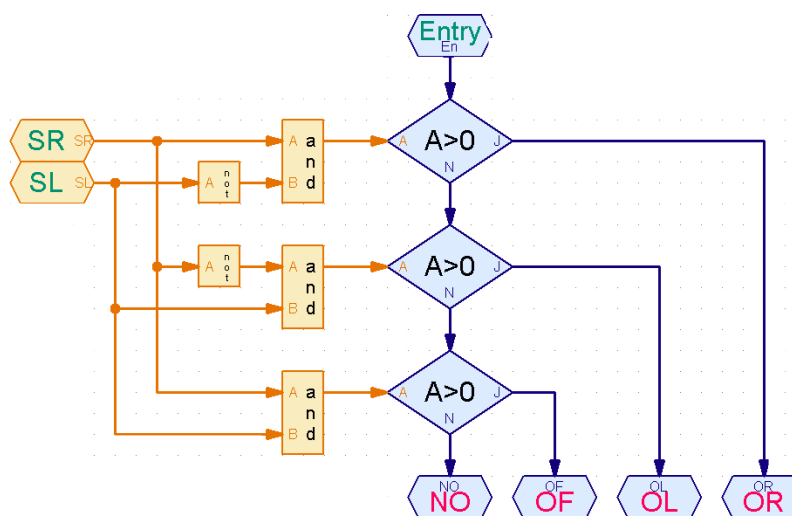 Entry
En
SR SR
SL SL
A and
B
A not
A>0
A J
N
A not
A and
B
A>0
A J
N
A and
B
A>0
A J
N
NO OF OL OR
NO OF OL OR